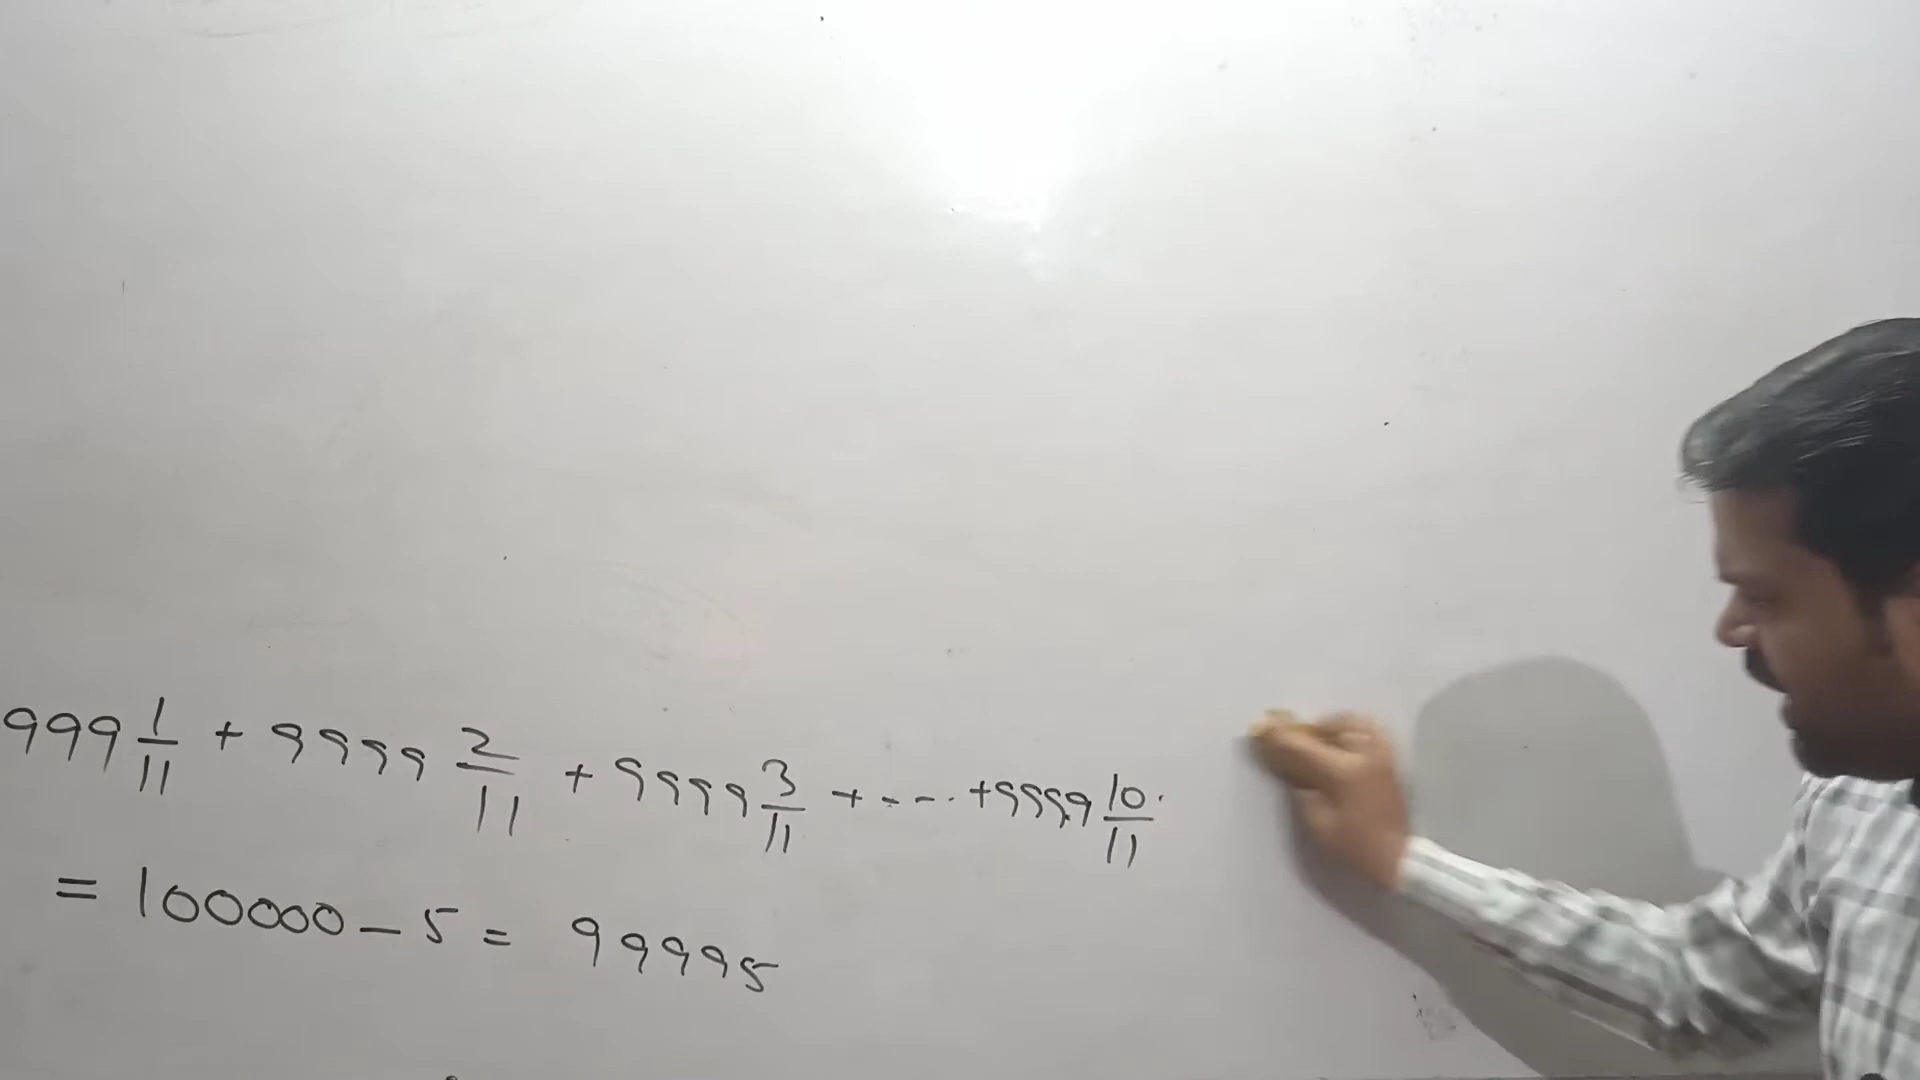 999 1/11 + 9999 2/11 + 9999 3/11 + - - - . + 9999 10/11 .
= 100000 - 5 = 99995